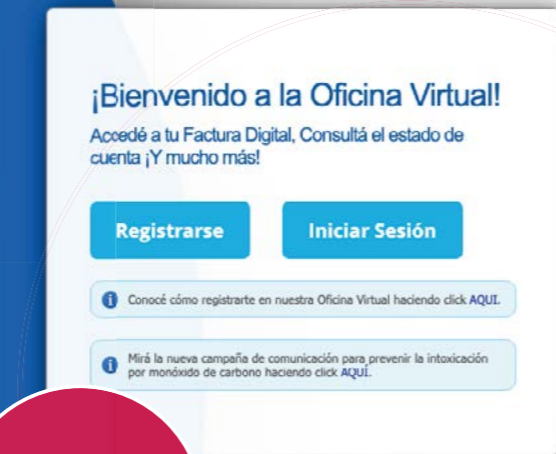 ¡Bienvenido a la Oficina Virtual!
Accedé a tu Factura Digital, Consultá el estado de
cuenta ¡Y mucho más!
Registrarse
Iniciar Sesión
Conocé cómo registrarte en nuestra Oficina Virtual haciendo click AQUI.
Mirá la nueva campaña de comunicación para prevenir la intoxicación
por monóxido de carbono haciendo click AQUÍ.